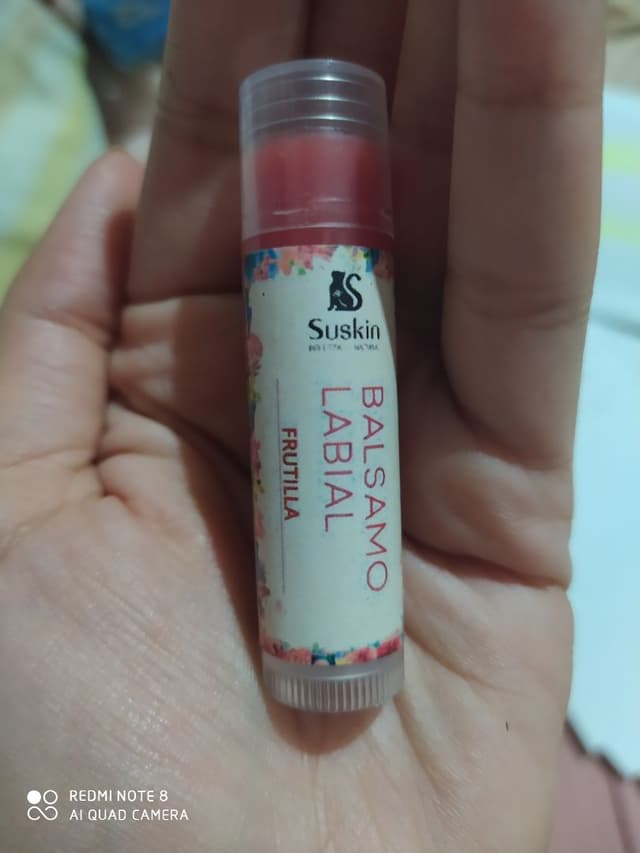 Suskin
BALSAMO
LABIAL
FRUTILLA
REDMI NOTE 8
AI QUAD CAMERA